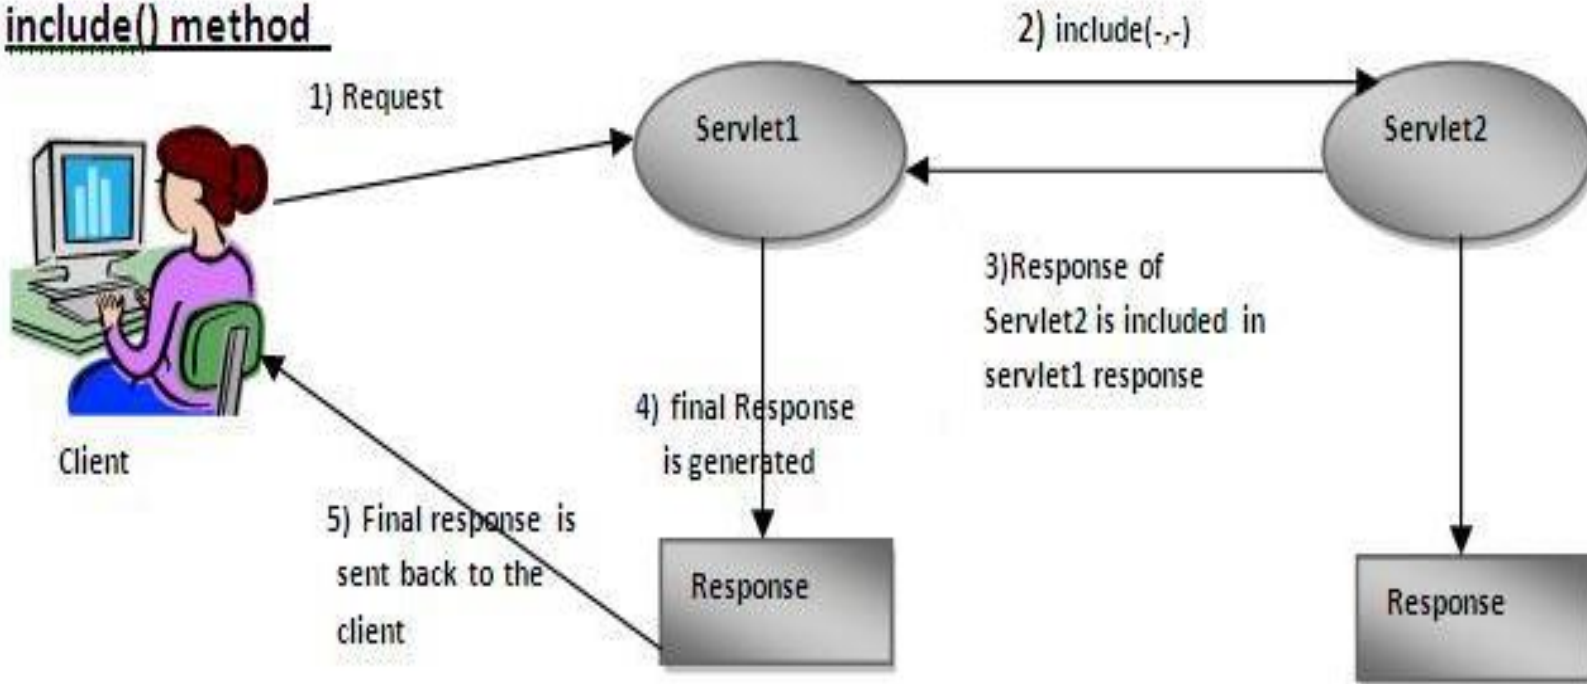 include() method
1) Request
2) include(-,-)
Servlet1
Servlet2
3)Response of
Servlet2 is included in
servlet1 response
4) final Response
is generated
Client
5) Final response is
sent back to the
client
Response
Response